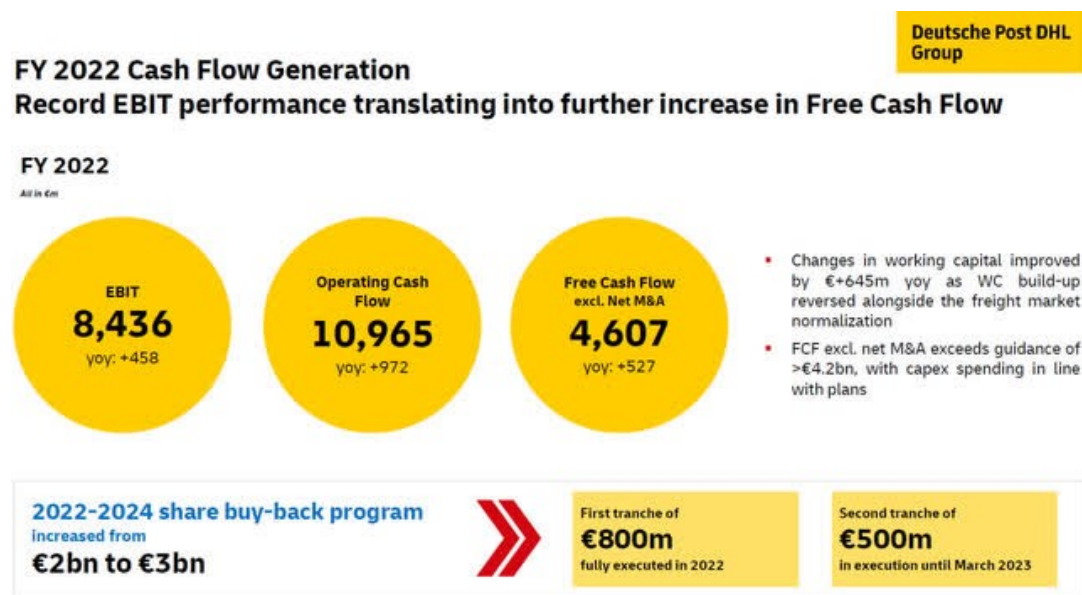 Deutsche Post DHL
Group
FY 2022 Cash Flow Generation
Record EBIT performance translating into further increase in Free Cash Flow
FY 2022
All in €m
EBIT
8,436
yoy: +458
Operating Cash
Flow
10,965
yoy: +972
Free Cash Flow
excl. Net M&A
4,607
yoy: +527
▪ Changes in working capital improved
by €+645m yoy as WC build-up
reversed alongside the freight market
normalization
▪ FCF excl. net M&A exceeds guidance of
>€4.2bn, with capex spending in line
with plans
2022-2024 share buy-back program
increased from
€2bn to €3bn
First tranche of
€800m
fully executed in 2022
Second tranche of
€500m
in execution until March 2023